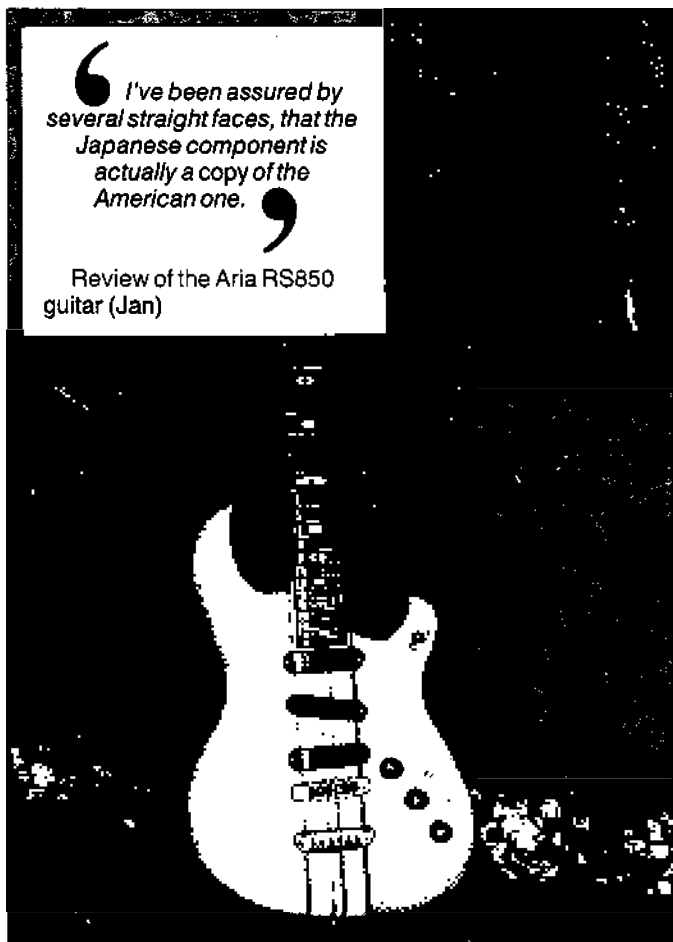 ‘ I've been assured by
several straight faces, that the
Japanese component is
actually a copy of the
American one. ’
Review of the Aria RS850
guitar (Jan)